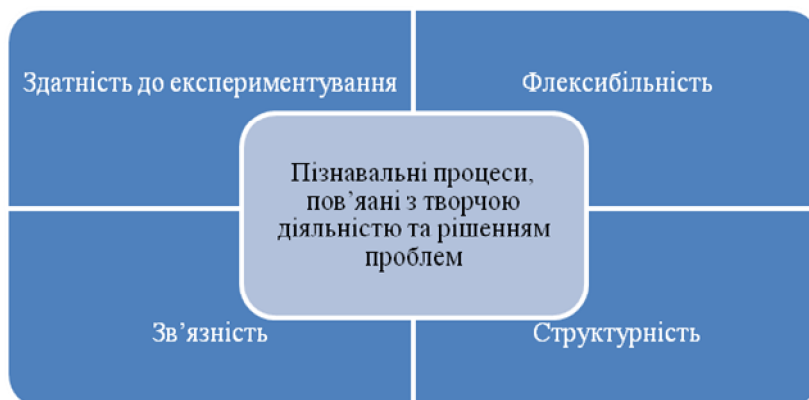 Здатність до експериментування
Флексибільність
Пізнавальні процеси,
пов’яані з творчою
діяльністю та рішенням
проблем
Зв’язність
Структурність